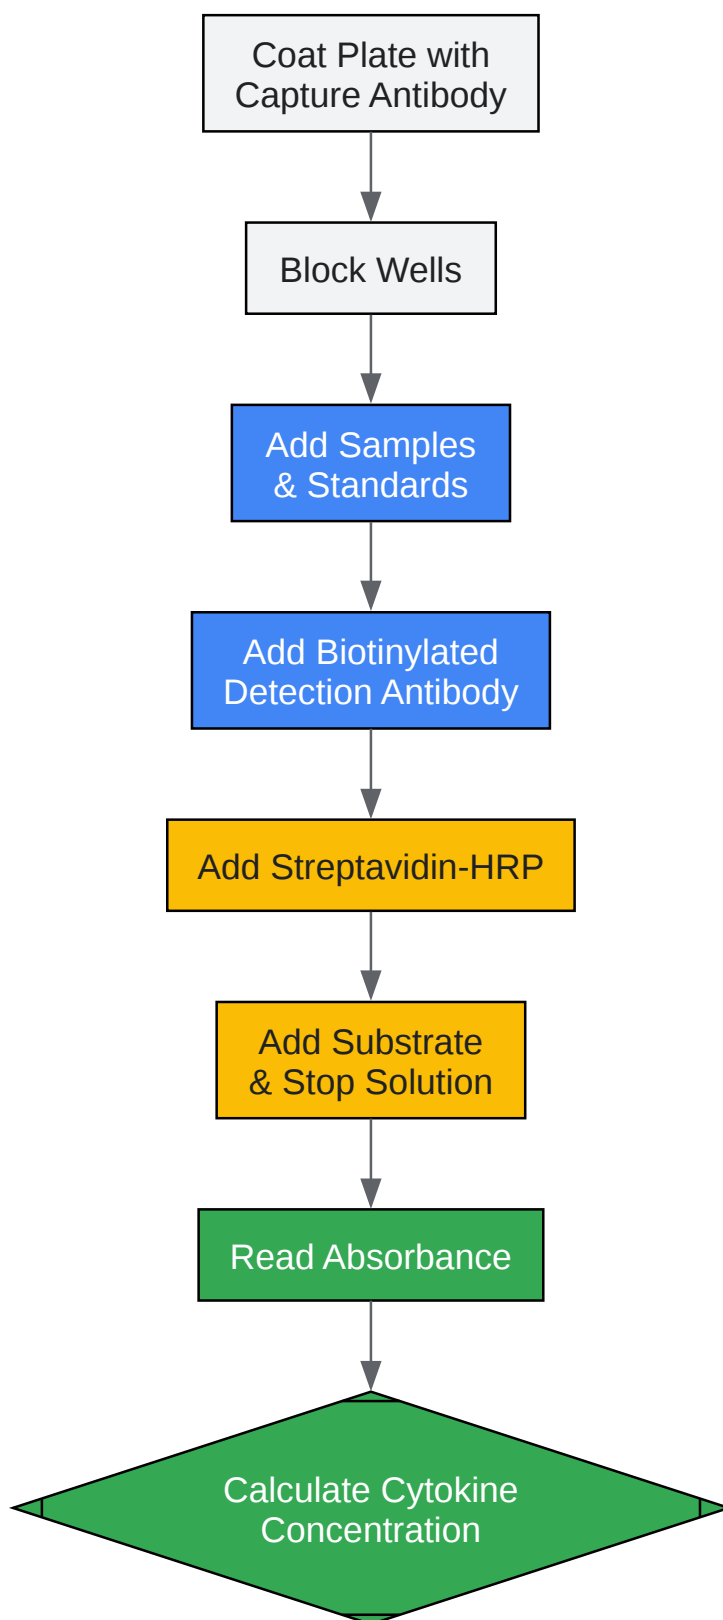 Coat Plate with
Capture Antibody
Block Wells
Add Samples
& Standards
Add Biotinylated
Detection Antibody
Add Streptavidin-HRP
Add Substrate
& Stop Solution
Read Absorbance
Calculate Cytokine
Concentration